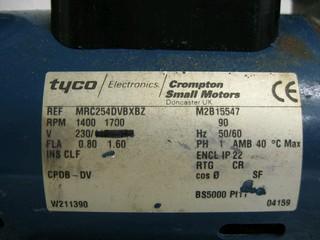 tyco Electronics Crompton
Small Motors
Doncaster UK
CE
REF MRC254DVBXBZ M2B15547
RPM 1400 1700 90
V 230/ Hz 50/60
FLA 0.80 1.60 PH 1 AMB 40 °C Max
INS CLF ENCL IP 22
RTG CR
CPDB-DV cos Ø SF
BS5000 Pt11
W211390 04159